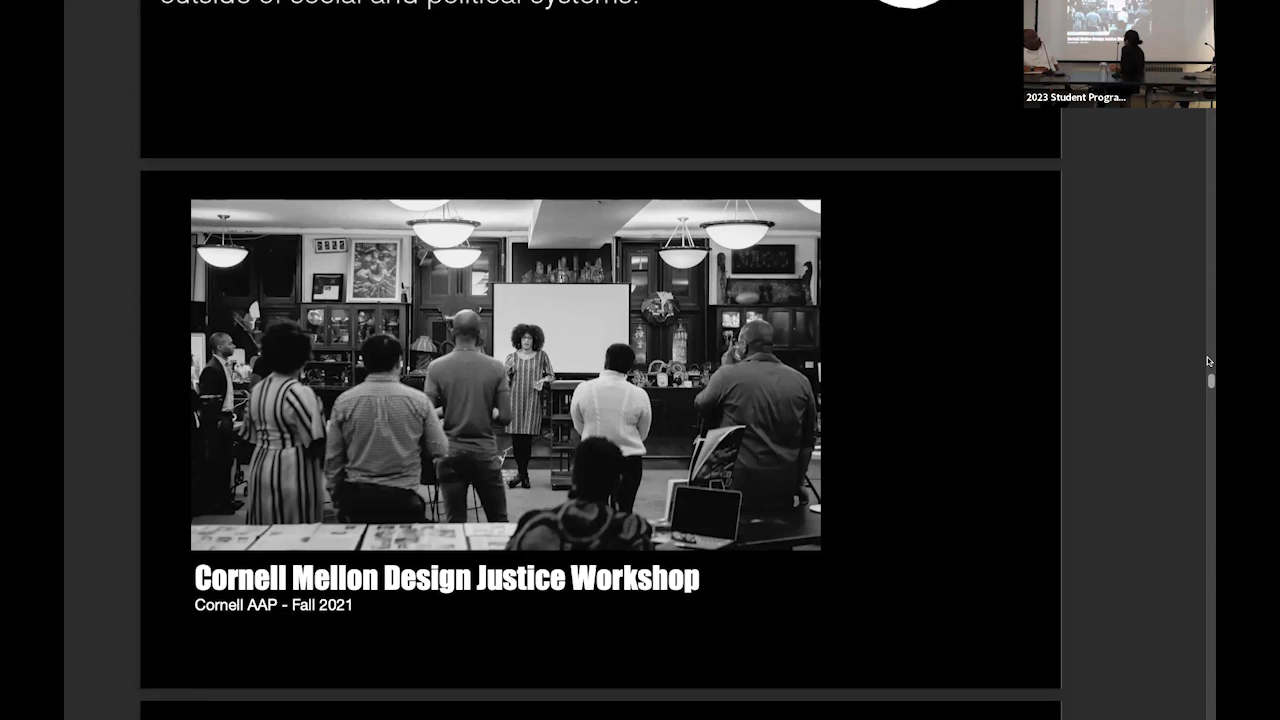 outside of social and political systems.
2023 Student Progra...
Cornell Mellon Design Justice Workshop
Cornell AAP - Fall 2021